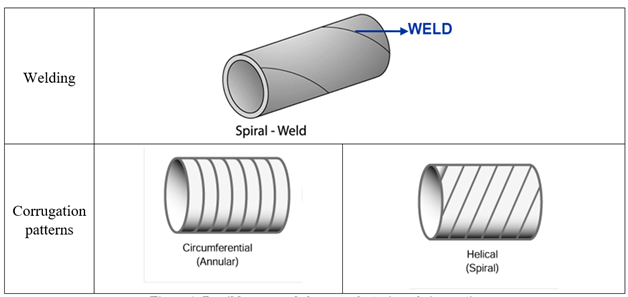 Welding
WELD
Spiral - Weld
Corrugation
patterns
Circumferential
(Annular)
Helical
(Spiral)